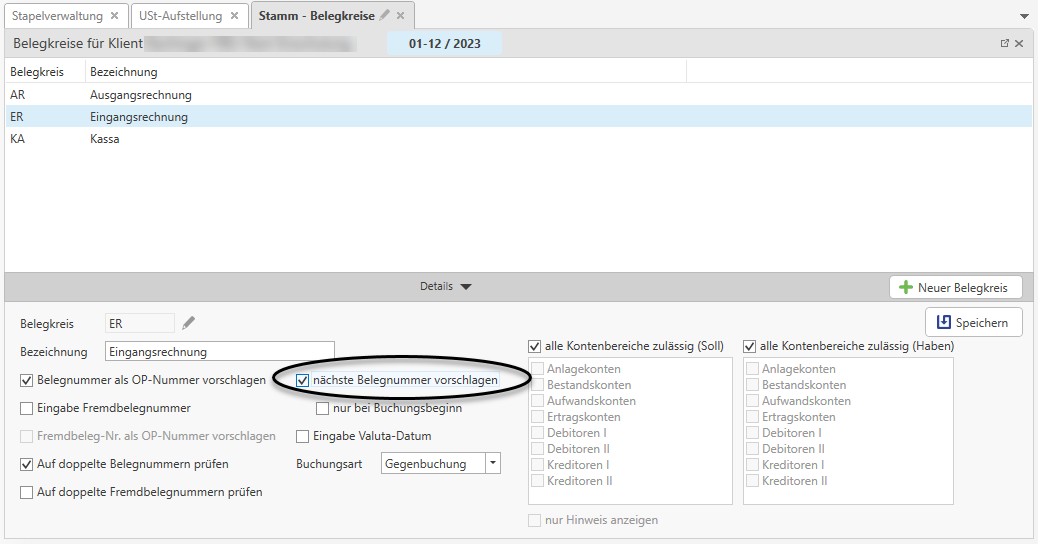 Stapelverwaltung
USt-Aufstellung
Stamm - Belegkreise
Belegkreise für Klient
01-12 / 2023
Belegkreis Bezeichnung
AR Ausgangsrechnung
ER Eingangsrechnung
KA Kassa
Details
Neuer Belegkreis
Belegkreis ER
Speichern
Bezeichnung Eingangsrechnung
Belegnummer als OP-Nummer vorschlagen
Eingabe Fremdbelegnummer
Fremdbeleg-Nr. als OP-Nummer vorschlagen
Auf doppelte Belegnummern prüfen
Auf doppelte Fremdbelegnummern prüfen
nächste Belegnummer vorschlagen
nur bei Buchungsbeginn
Eingabe Valuta-Datum
Buchungsart Gegenbuchung
alle Kontenbereiche zulässig (Soll)
Anlagekonten
Bestandskonten
Aufwandskonten
Ertragskonten
Debitoren I
Debitoren II
Kreditoren I
Kreditoren II
nur Hinweis anzeigen
alle Kontenbereiche zulässig (Haben)
Anlagekonten
Bestandskonten
Aufwandskonten
Ertragskonten
Debitoren I
Debitoren II
Kreditoren I
Kreditoren II